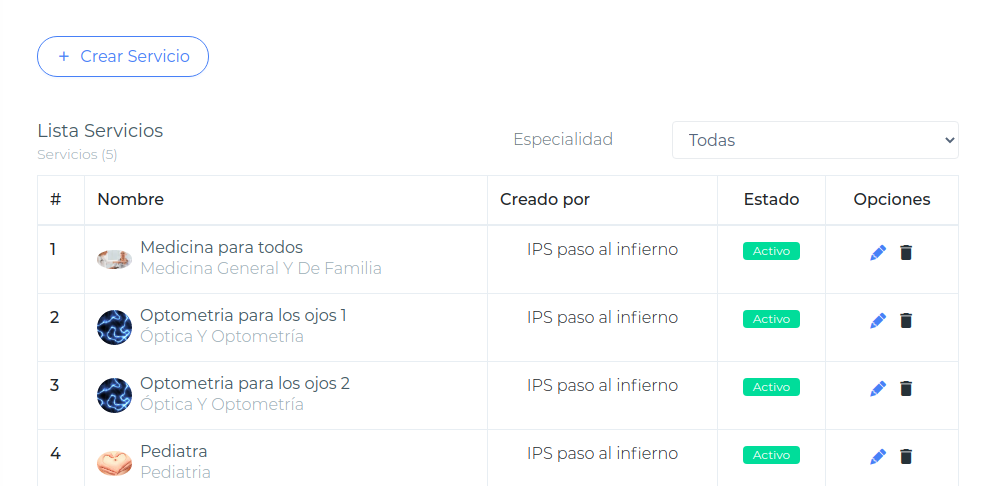 + Crear Servicio
Lista Servicios
Servicios (5)
Especialidad Todas
# Nombre Creado por Estado Opciones
1 Medicina para todos IPS paso al infierno Activo
Medicina General Y De Familia
2 Optometria para los ojos 1 IPS paso al infierno Activo
Óptica Y Optometría
3 Optometria para los ojos 2 IPS paso al infierno Activo
Óptica Y Optometría
4 Pediatra IPS paso al infierno Activo
Pediatria